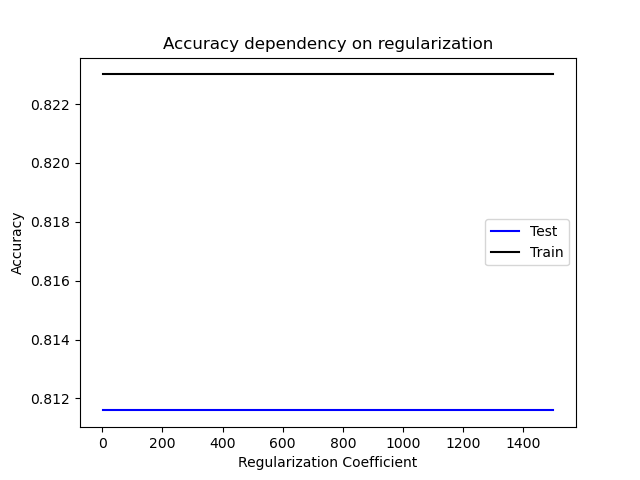 Accuracy dependency on regularization
0.822
0.820
0.818
0.816
0.814
0.812
Accuracy
Test
Train
0 200 400 600 800 1000 1200 1400
Regularization Coefficient